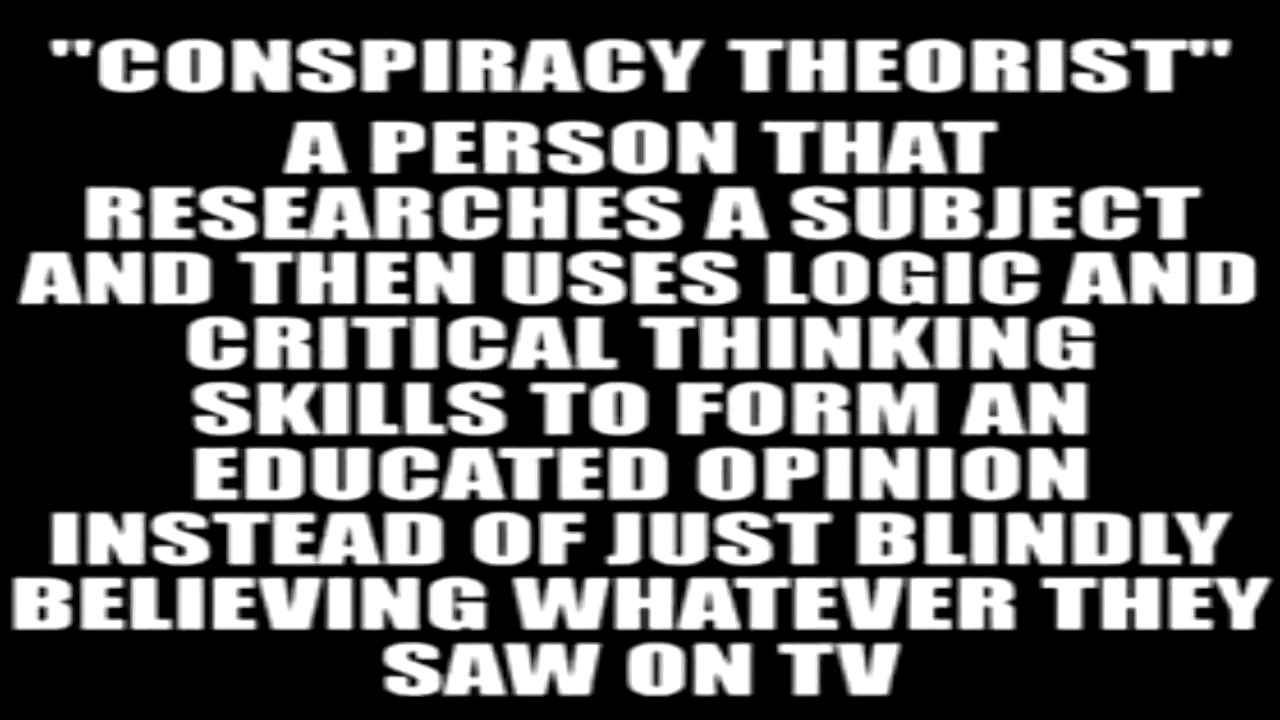 "CONSPIRACY THEORIST"
A PERSON THAT
RESEARCHES A SUBJECT
AND THEN USES LOGIC AND
CRITICAL THINKING
SKILLS TO FORM AN
EDUCATED OPINION
INSTEAD OF JUST BLINDLY
BELIEVING WHATEVER THEY
SAW ON TV